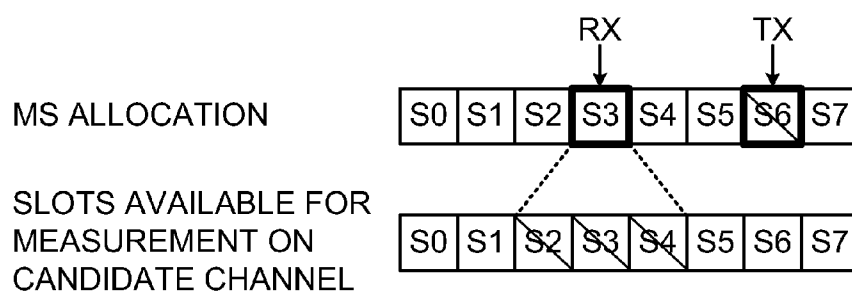 RX TX
MS ALLOCATION S0 S1 S2 S3 S4 S5 S6 S7
SLOTS AVAILABLE FOR
MEASUREMENT ON S0 S1 S2 S3 S4 S5 S6 S7
CANDIDATE CHANNEL